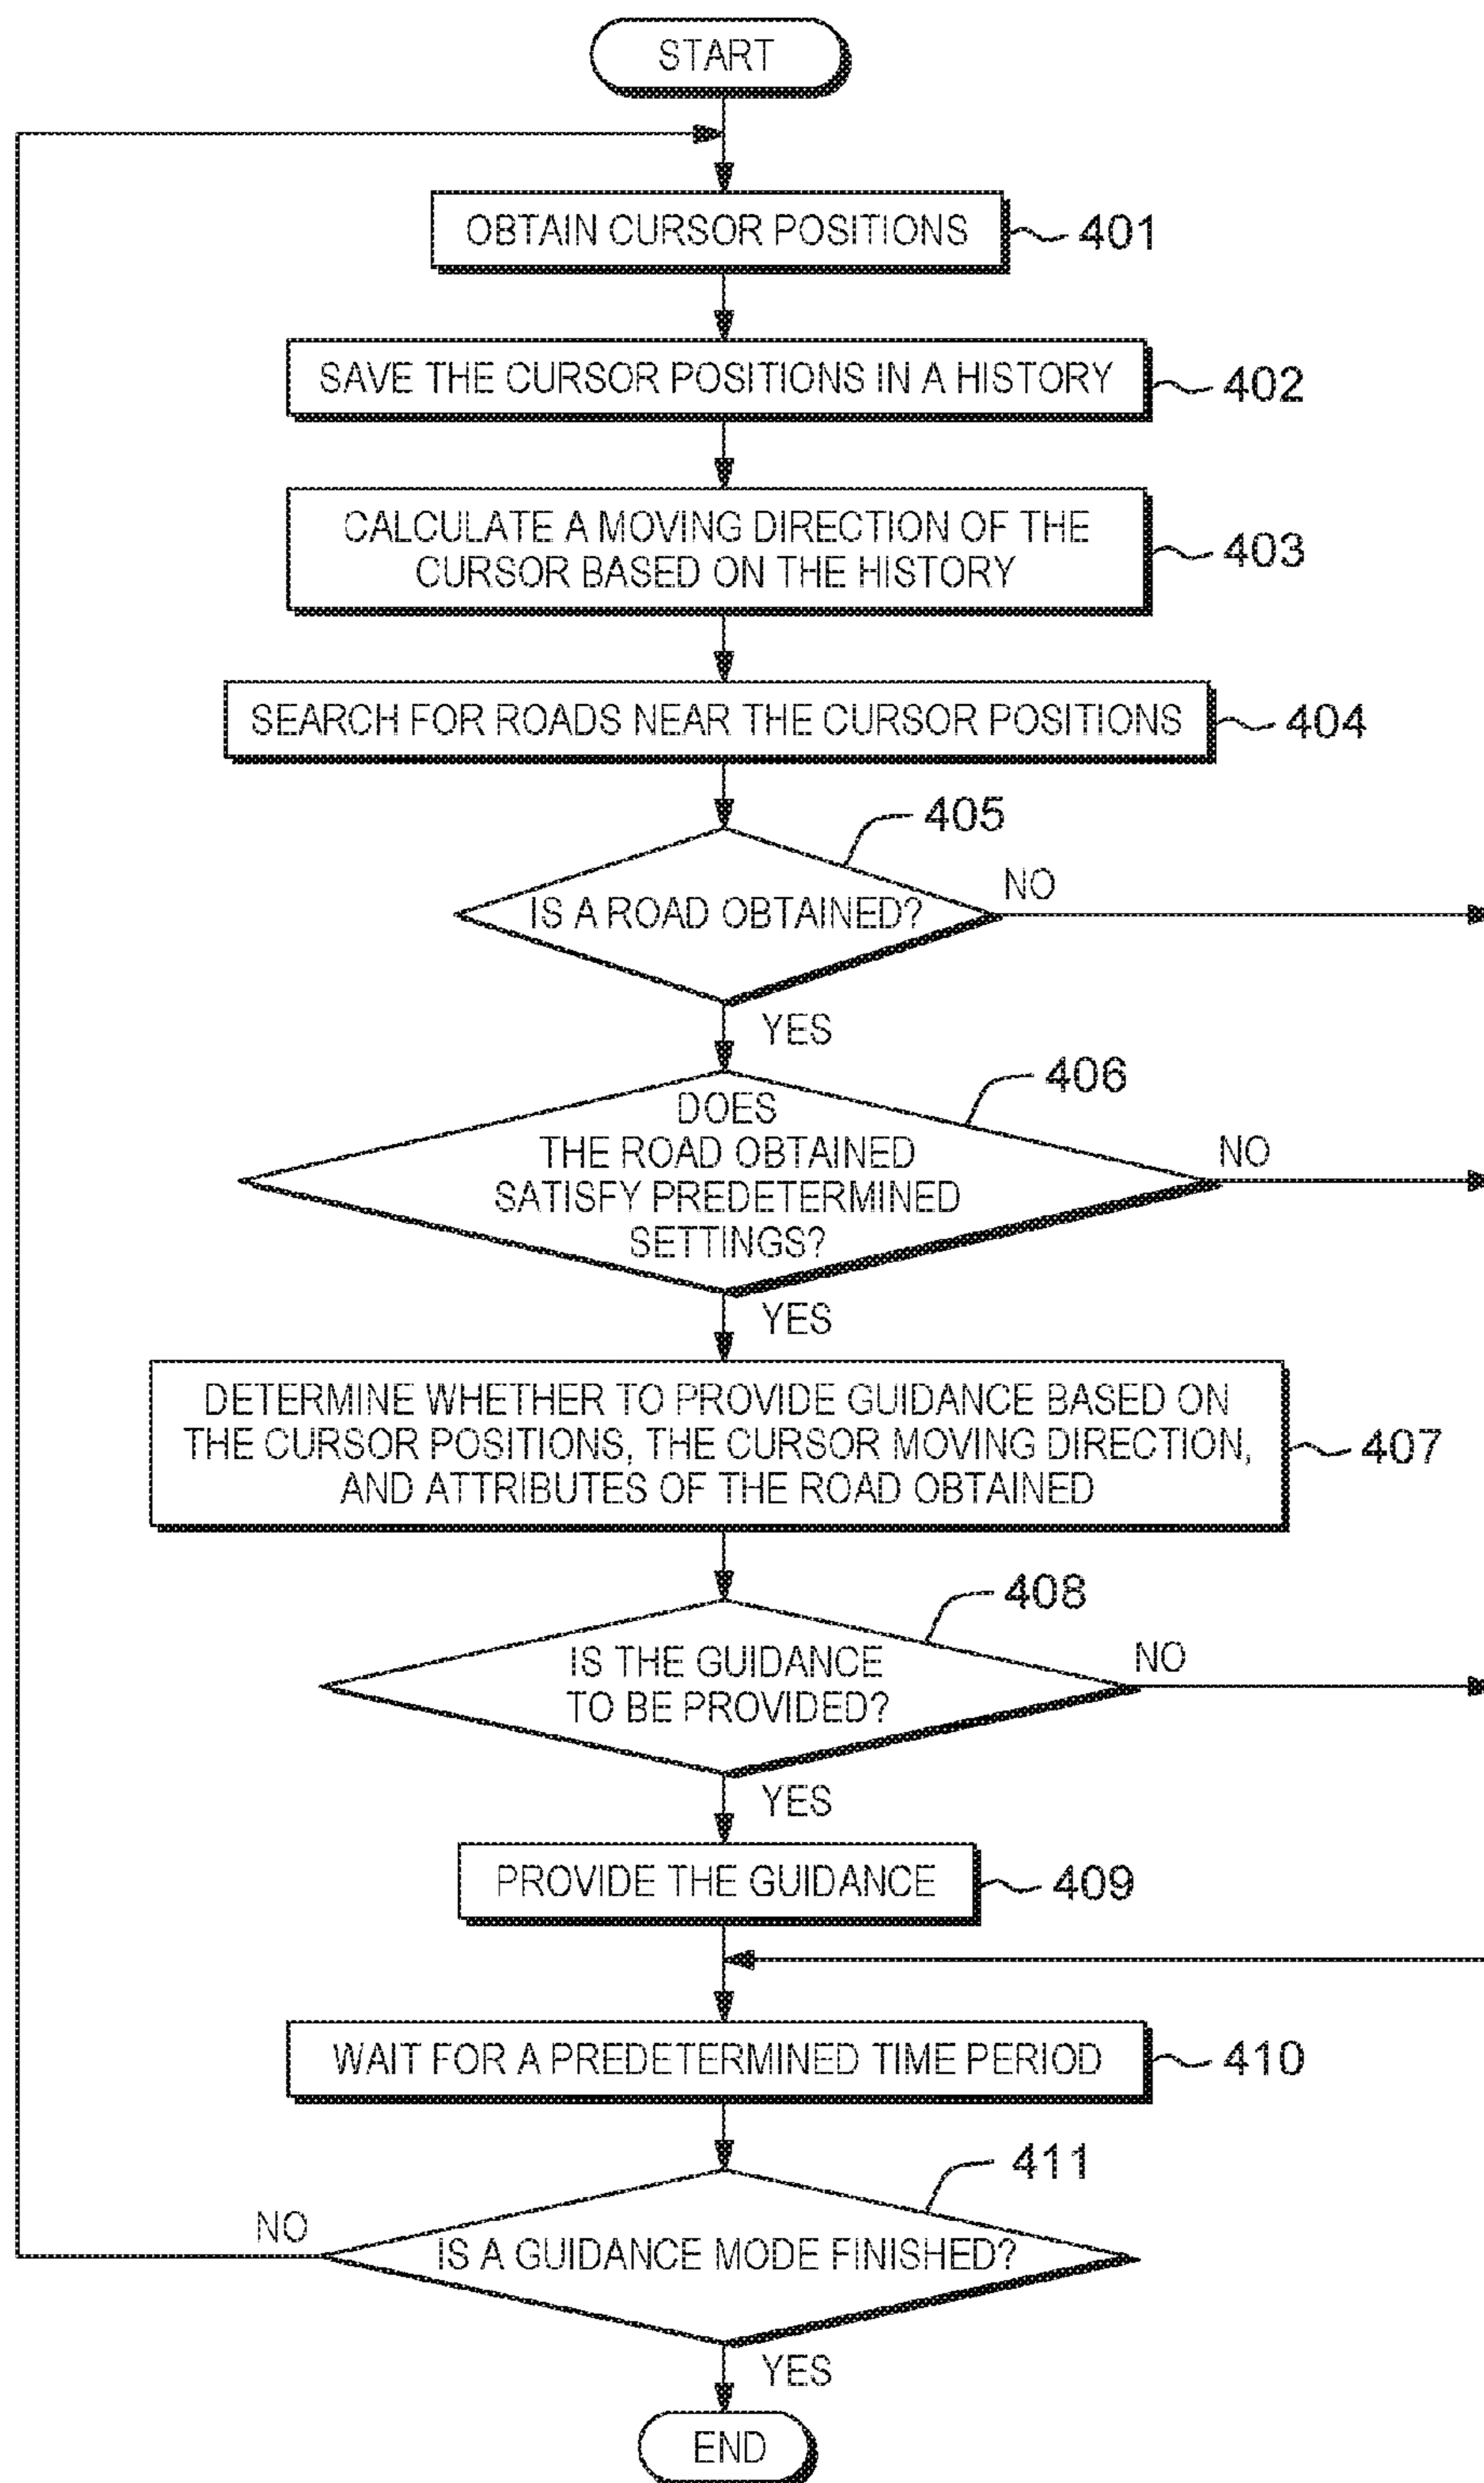 START
OBTAIN CURSOR POSITIONS
401
SAVE THE CURSOR POSITIONS IN A HISTORY
402
CALCULATE A MOVING DIRECTION OF THE
CURSOR BASED ON THE HISTORY
403
SEARCH FOR ROADS NEAR THE CURSOR POSITIONS
404
405
IS A ROAD OBTAINED?
NO
YES
406
DOES
THE ROAD OBTAINED
SATISFY PREDETERMINED
SETTINGS?
NO
YES
DETERMINE WHETHER TO PROVIDE GUIDANCE BASED ON
THE CURSOR POSITIONS, THE CURSOR MOVING DIRECTION,
AND ATTRIBUTES OF THE ROAD OBTAINED
407
408
IS THE GUIDANCE
TO BE PROVIDED?
NO
YES
PROVIDE THE GUIDANCE
409
WAIT FOR A PREDETERMINED TIME PERIOD
410
411
NO
IS A GUIDANCE MODE FINISHED?
YES
END